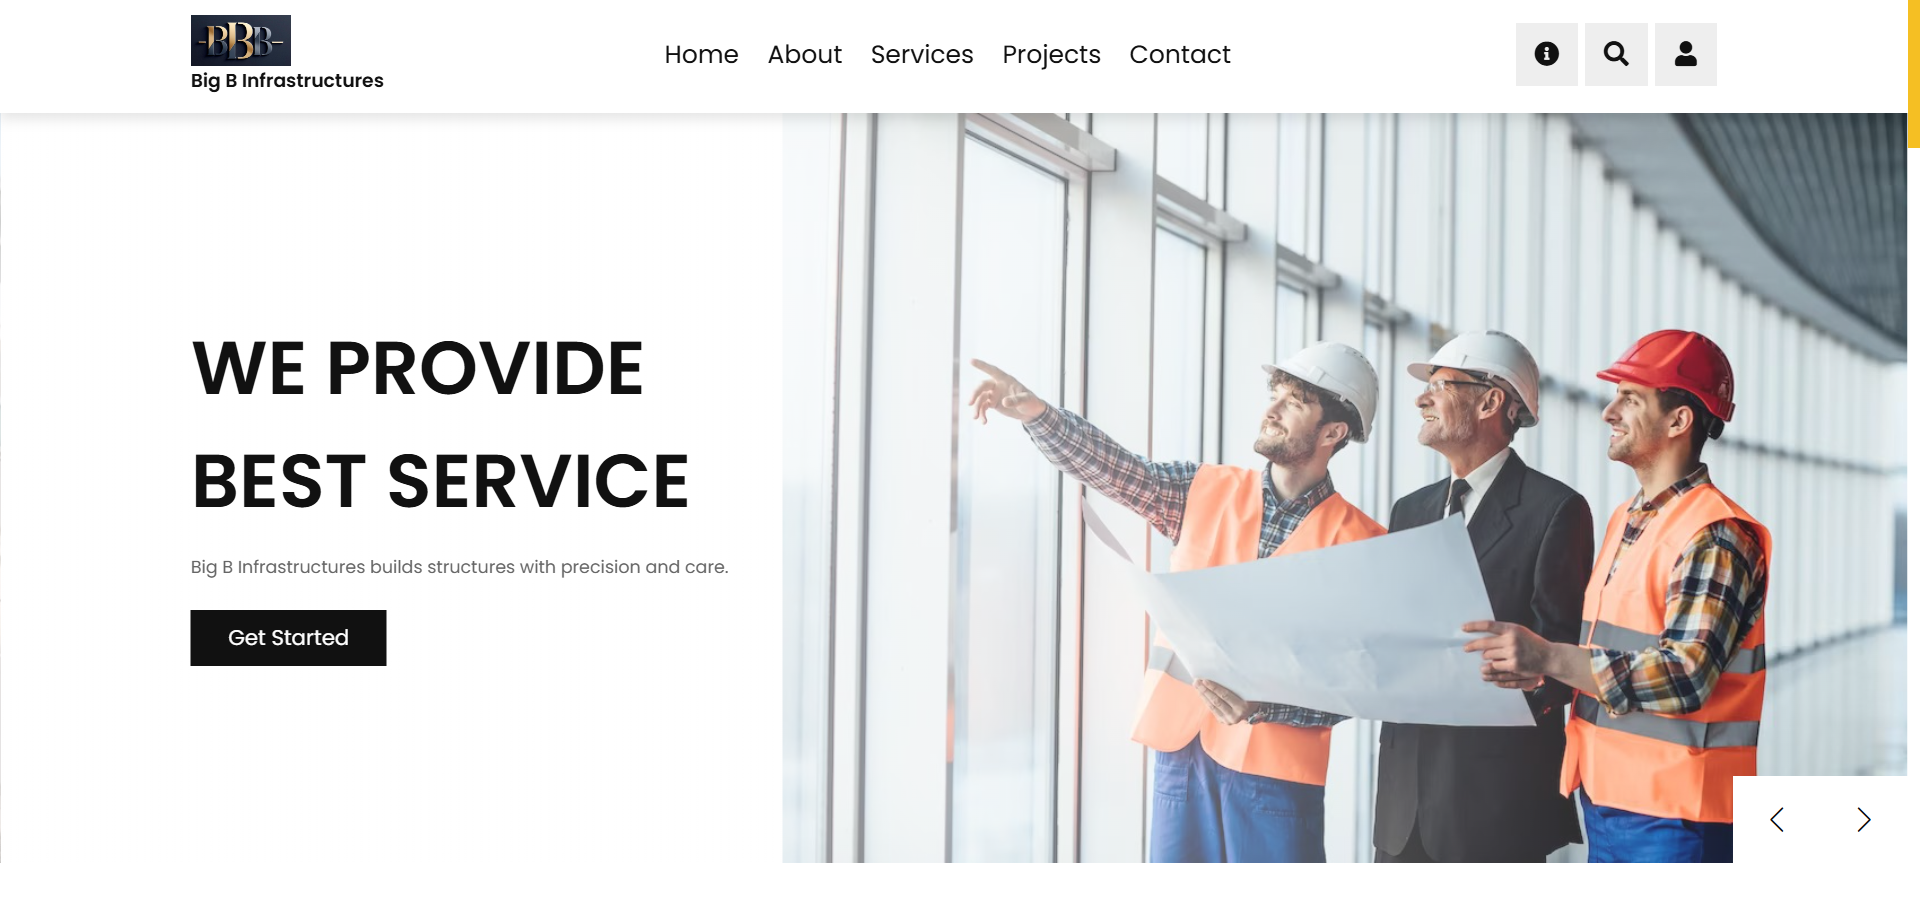 BBB
Big B Infrastructures
Home About Services Projects Contact
WE PROVIDE
BEST SERVICE
Big B Infrastructures builds structures with precision and care.
Get Started